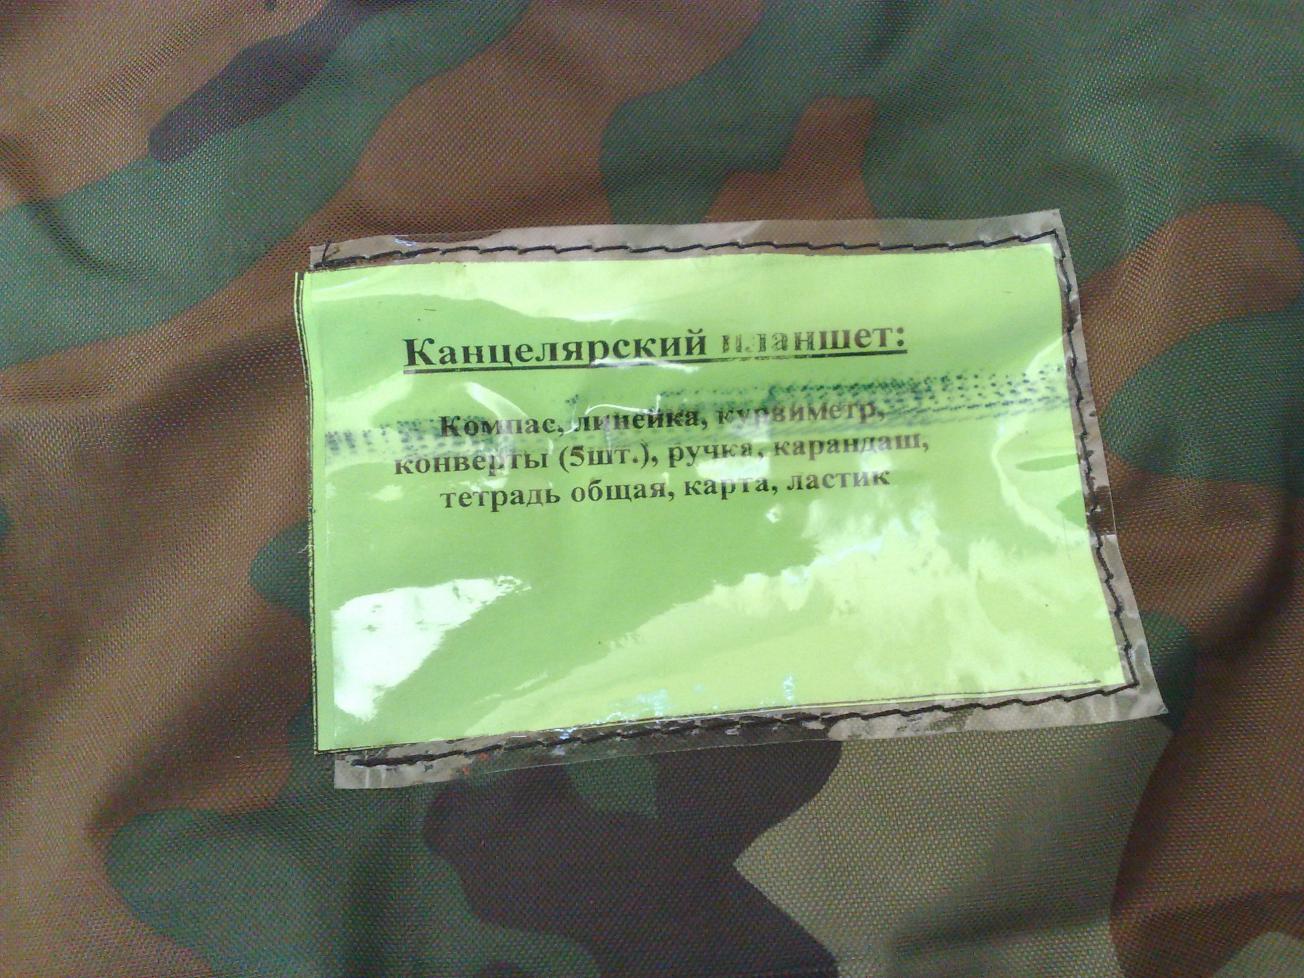 Канцелярский планшет:
Компас, линейка, курвиметр,
конверты (5шт.), ручка, карандаш,
тетрадь общая, карта, ластик